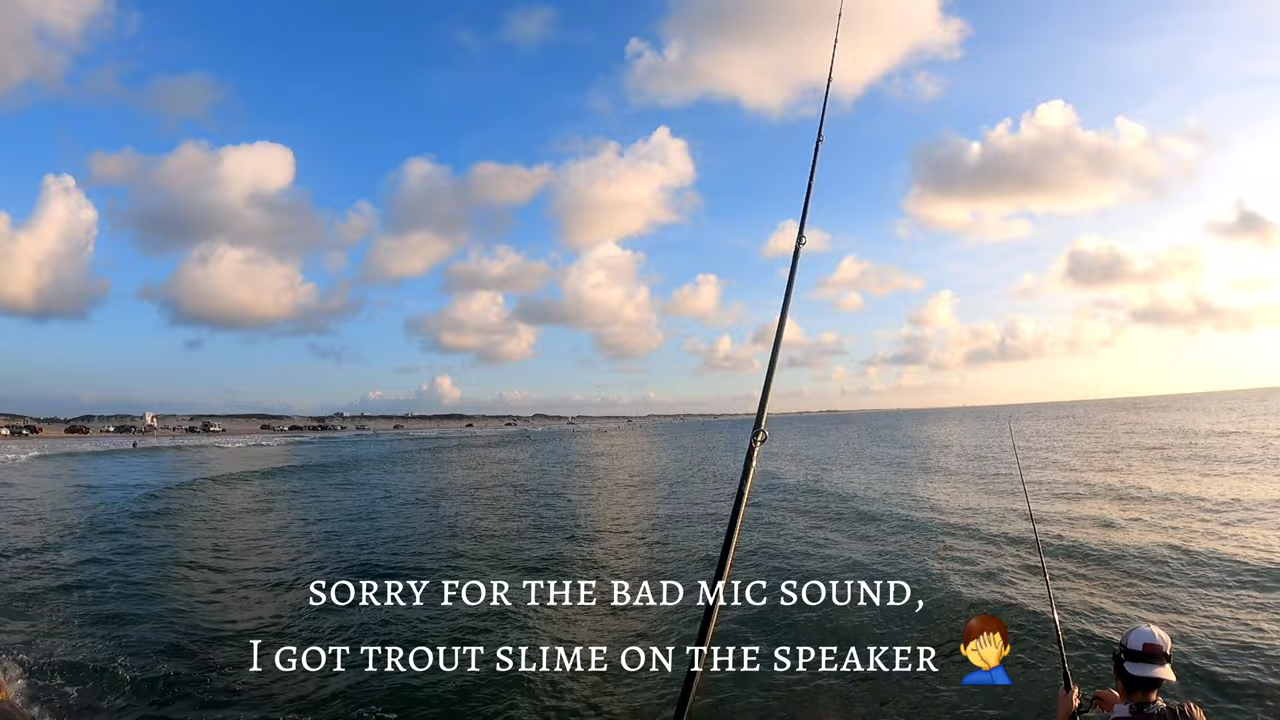 SORRY FOR THE BAD MIC SOUND,
I GOT TROUT SLIME ON THE SPEAKER 🤦‍♂️